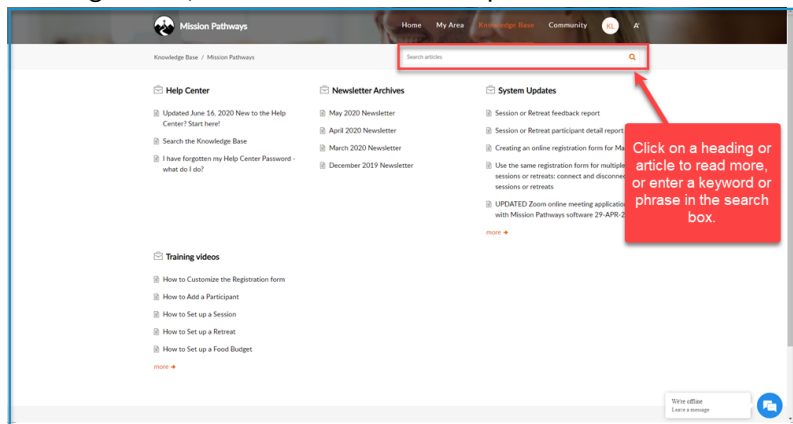 Mission Pathways
Home My Area Knowledge Base Community KL
Knowledge Base / Mission Pathways
Search articles
Help Center
Updated June 16, 2020 New to the Help
Center? Start here!
Search the Knowledge Base
I have forgotten my Help Center Password -
what do I do?
Newsletter Archives
May 2020 Newsletter
April 2020 Newsletter
March 2020 Newsletter
December 2019 Newsletter
System Updates
Session or Retreat feedback report
Session or Retreat participant detail report
Creating an online registration form for Ma
Use the same registration form for multiple
sessions or retreats: connect and disconnec
sessions or retreats
UPDATED Zoom online meeting applicatio
with Mission Pathways software 29-APR-2
more
Click on a heading or
article to read more,
or enter a keyword or
phrase in the search
box.
Training videos
How to Customize the Registration form
How to Add a Participant
How to Set up a Session
How to Set up a Retreat
How to Set up a Food Budget
more
We're offline
Leave a message